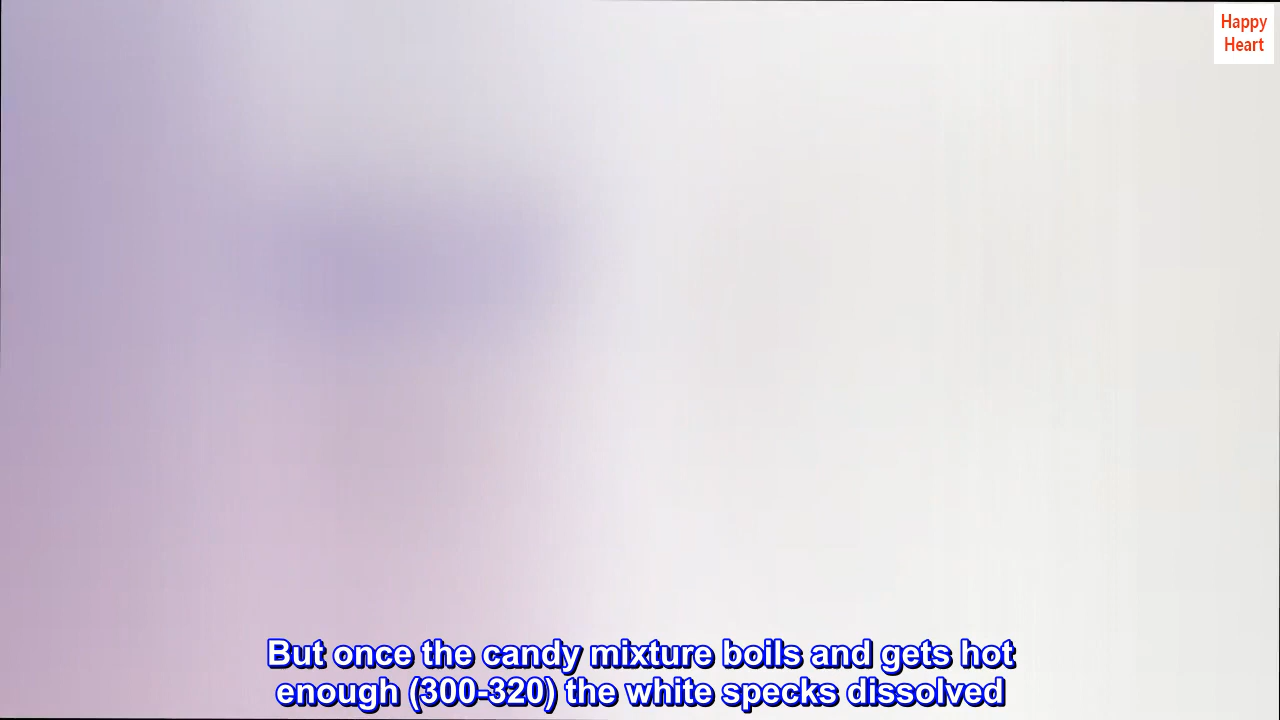 Happy
Heart
But once the candy mixture boils and gets hot
enough (300-320) the white specks dissolved